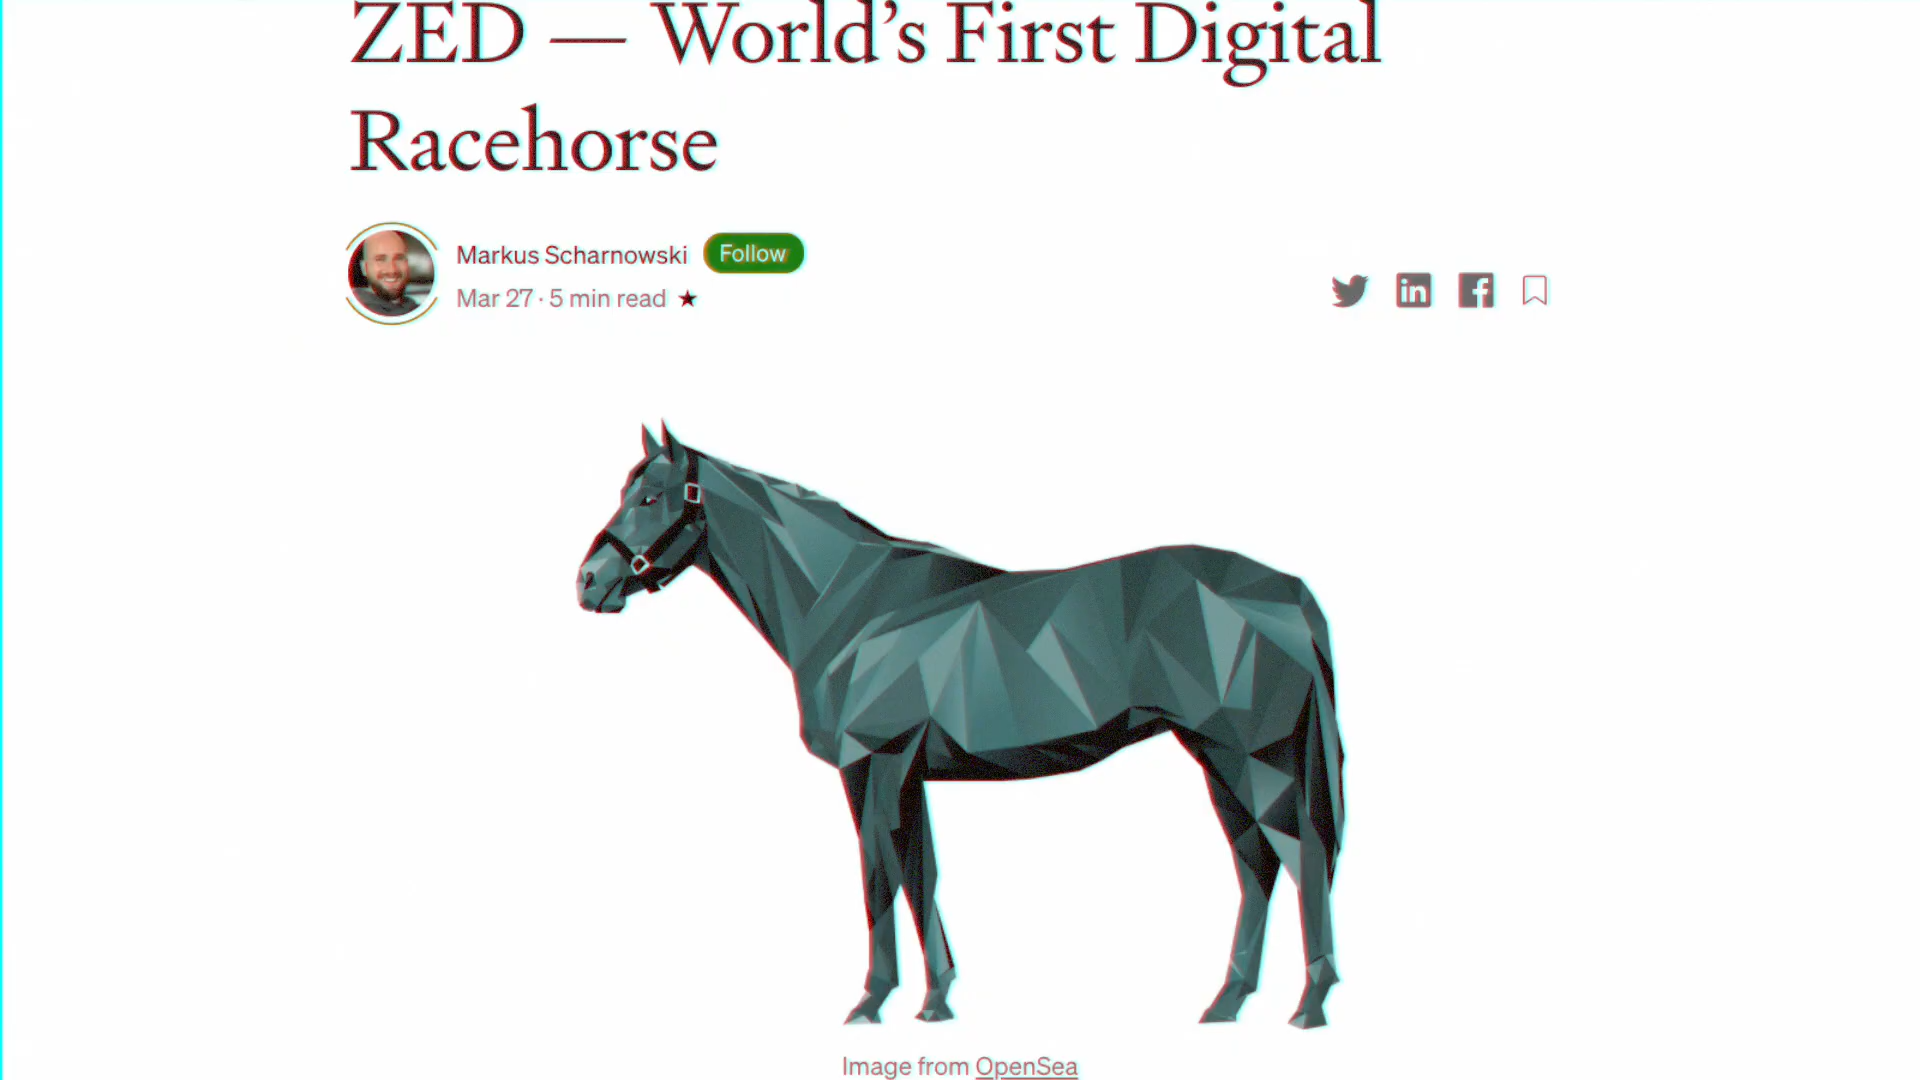 ZED — World's First Digital
Racehorse
Markus Scharnowski Follow
Mar 27 · 5 min read ★
Image from OpenSea